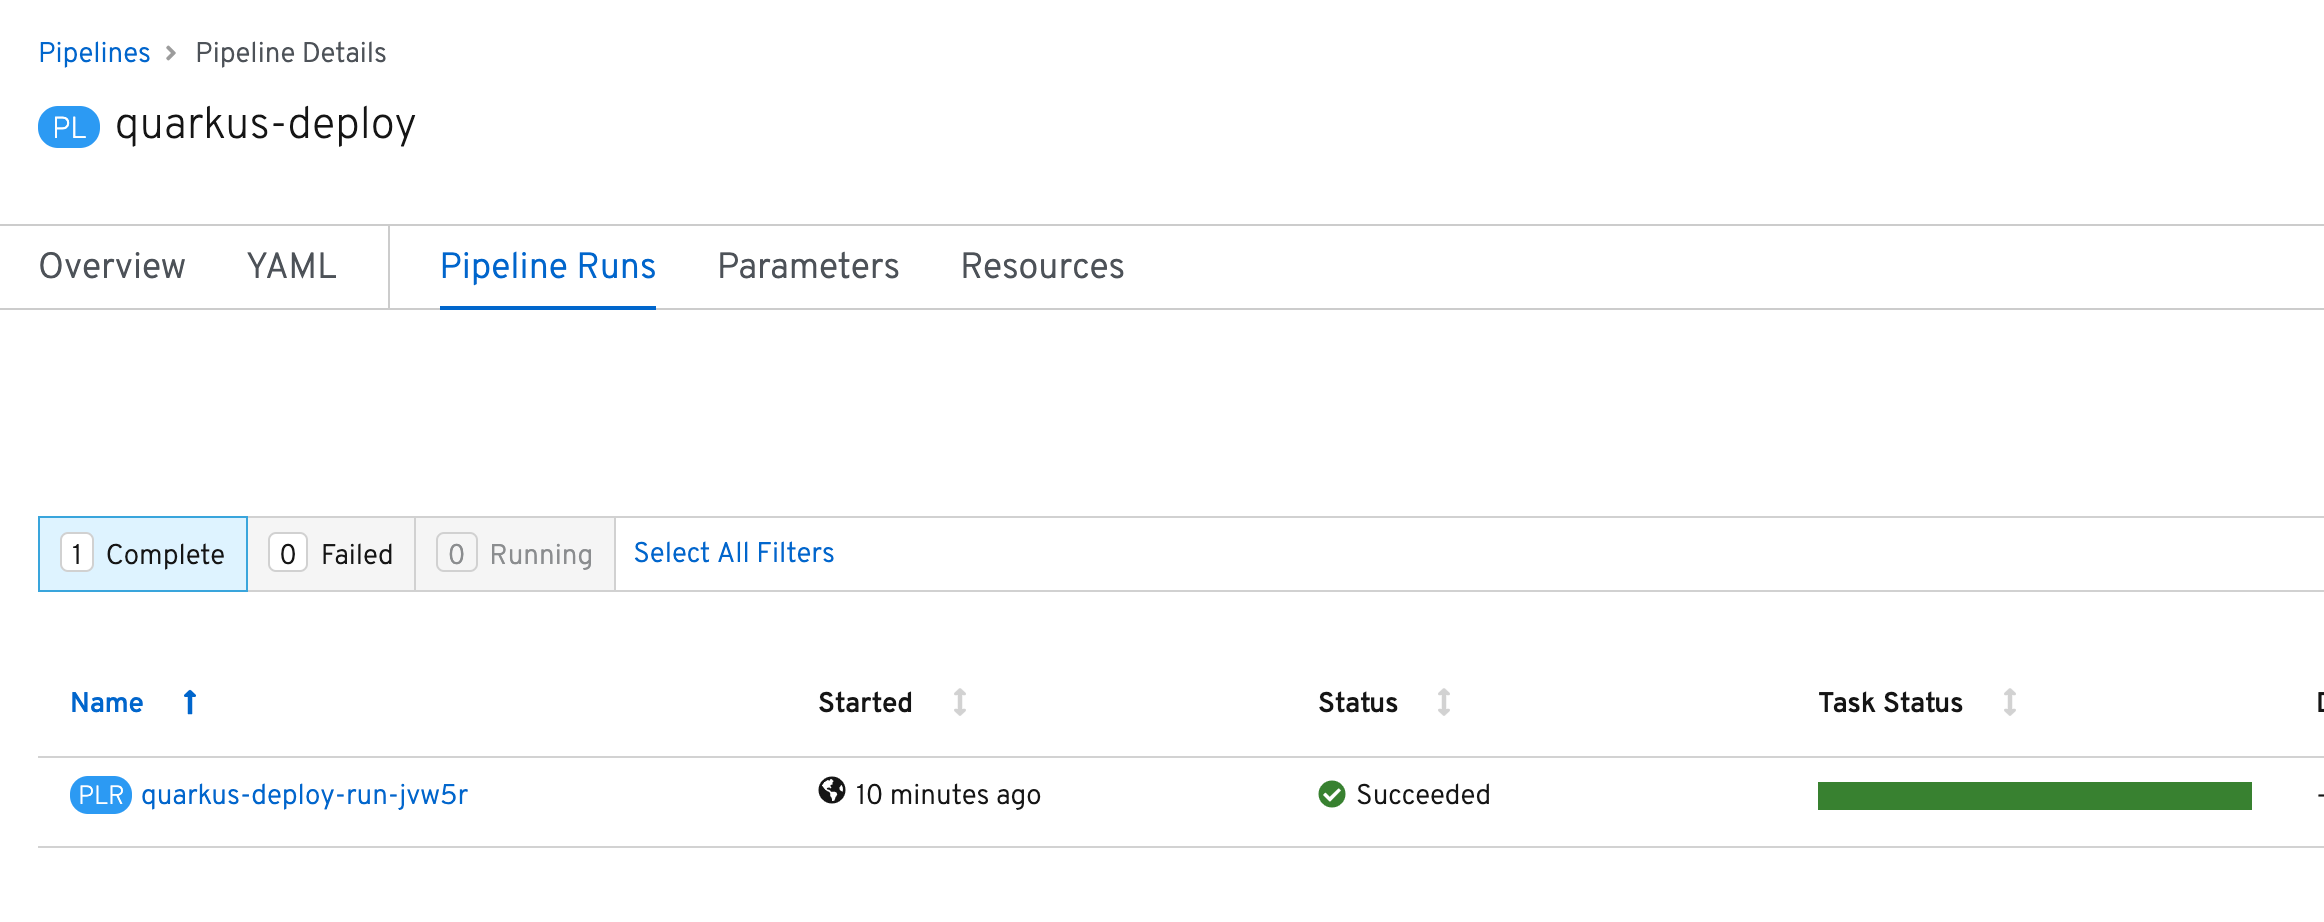 Pipelines > Pipeline Details
PL quarkus-deploy
Overview YAML Pipeline Runs Parameters Resources
1 Complete 0 Failed 0 Running Select All Filters
Name Started Status Task Status
PLR quarkus-deploy-run-jvw5r 10 minutes ago Succeeded